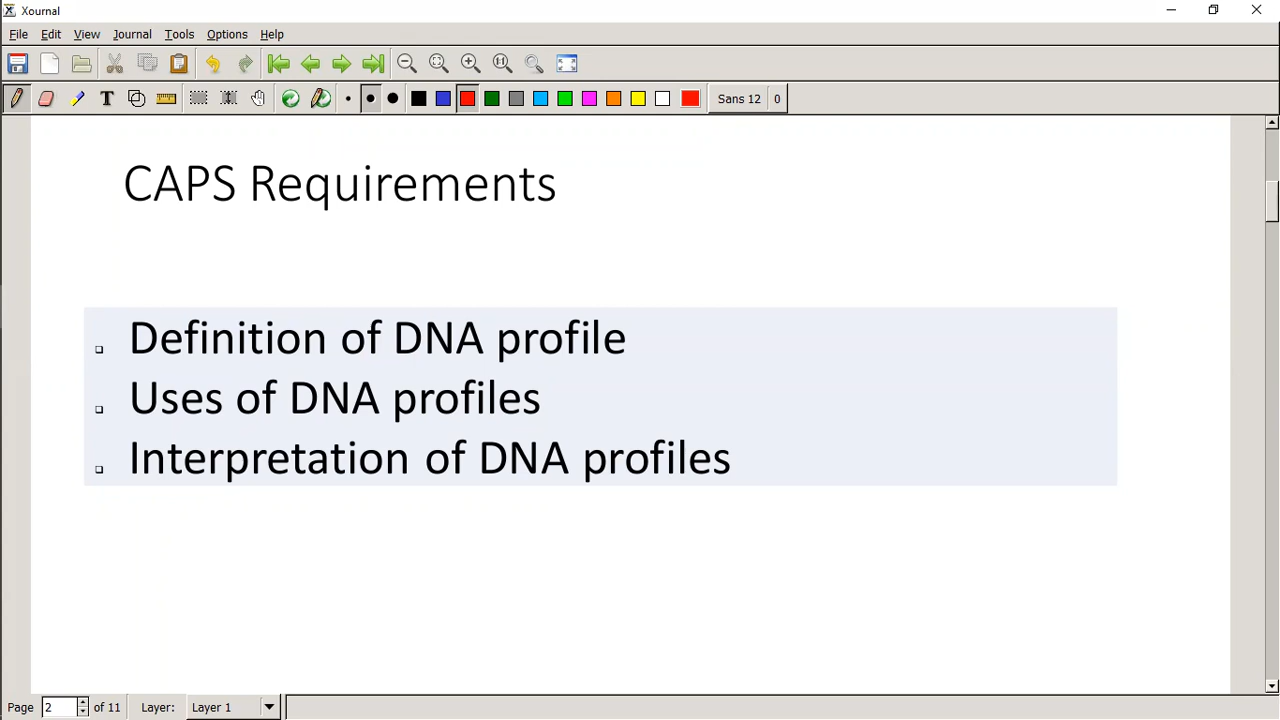 Xournal
File Edit View Journal Tools Options Help
T Sans 12 0
CAPS Requirements
Definition of DNA profile
Uses of DNA profiles
Interpretation of DNA profiles
Page 2 of 11 Layer: Layer 1